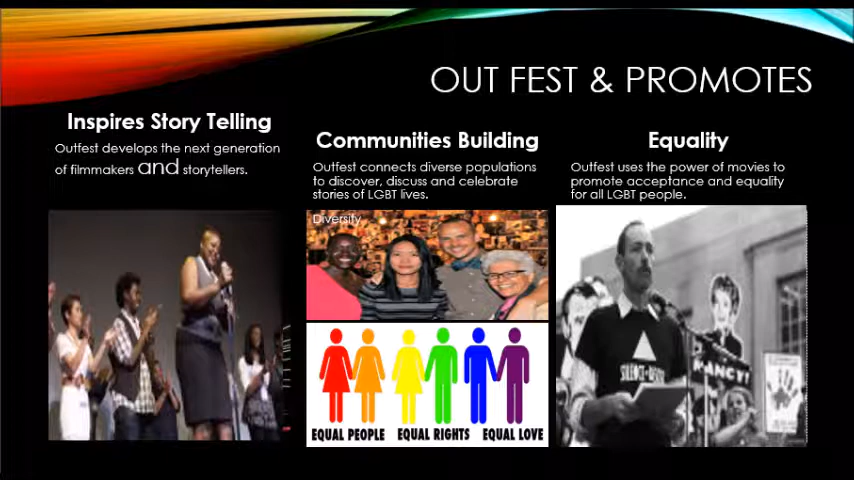 OUT FEST & PROMOTES
Inspires Story Telling
Outfest develops the next generation
of filmmakers and storytellers.
Communities Building
Outfest connects diverse populations
to discover, discuss and celebrate
stories of LGBT lives.
Diversity
EQUAL PEOPLE EQUAL RIGHTS EQUAL LOVE
Equality
Outfest uses the power of movies to
promote acceptance and equality
for all LGBT people.
SILENCE=DEATH